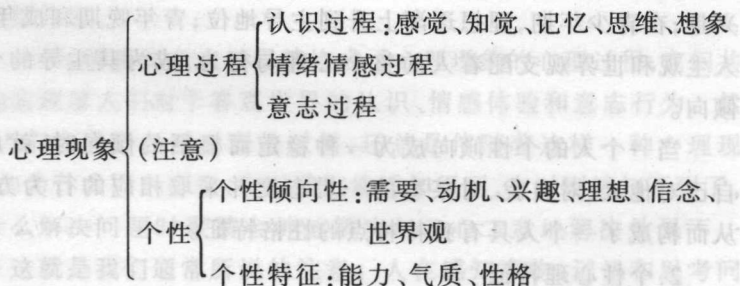 认识过程:感觉、知觉、记忆、思维、想象
心理过程 情绪情感过程
意志过程
心理现象 (注意)
个性倾向性:需要、动机、兴趣、理想、信念、
个性 世界观
个性特征:能力、气质、性格